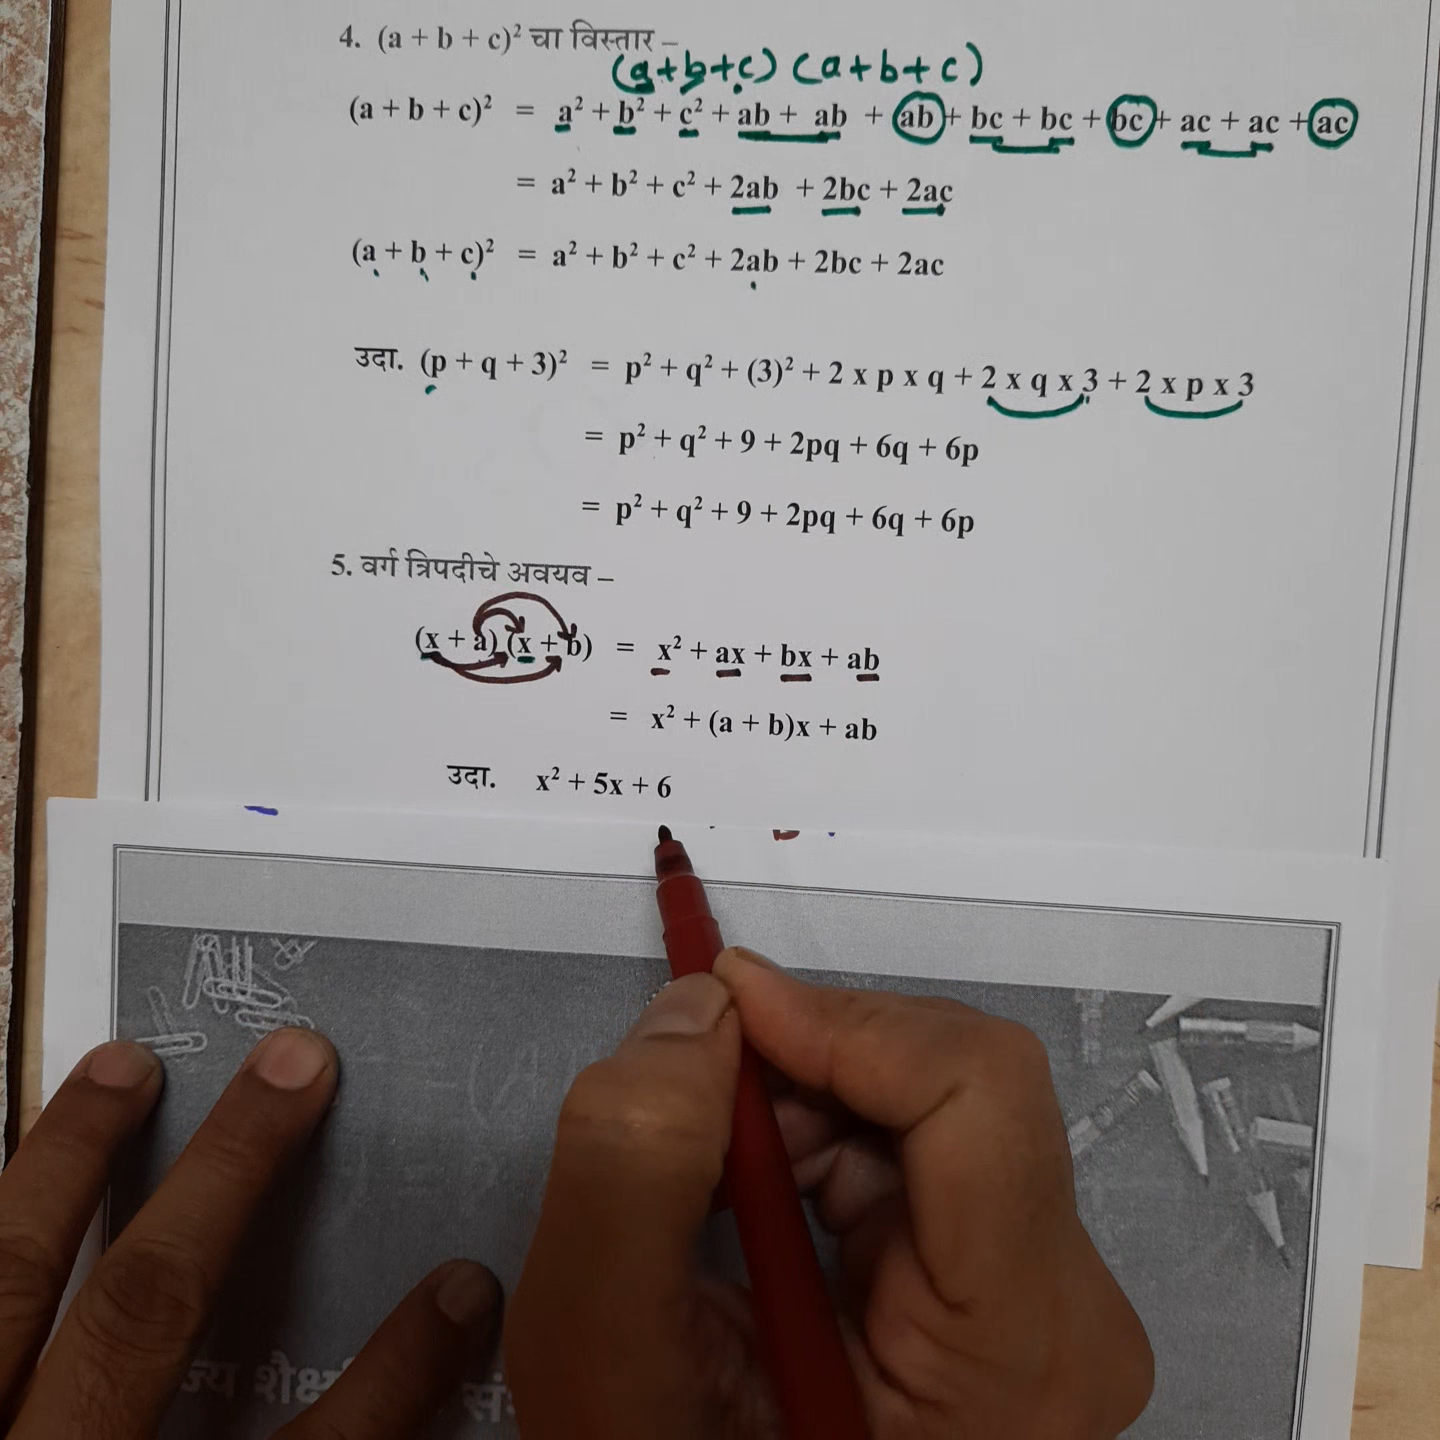 4. (a + b + c)² चा विस्तार –
(a+b+c) (a+b+c)
(a + b + c)² = a² + b² + c² + ab + ab + ab + bc + bc + bc + ac + ac + ac
= a² + b² + c² + 2ab + 2bc + 2ac
(a + b + c)² = a² + b² + c² + 2ab + 2bc + 2ac
उदा. (p + q + 3)² = p² + q² + (3)² + 2 x p x q + 2 x q x 3 + 2 x p x 3
= p² + q² + 9 + 2pq + 6q + 6p
= p² + q² + 9 + 2pq + 6q + 6p
5. वर्ग त्रिपदीचे अवयव –
(x + a) (x + b) = x² + ax + bx + ab
= x² + (a + b)x + ab
उदा. x² + 5x + 6